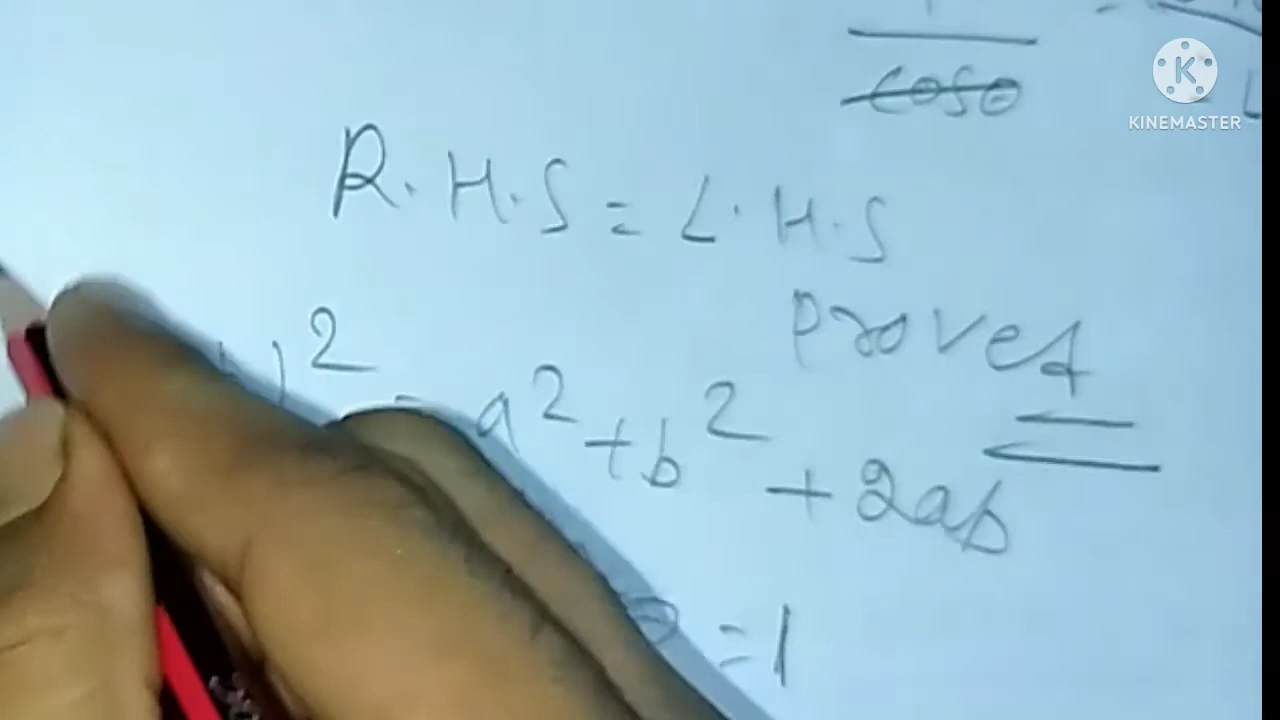 cosθ
KINEMASTER
R.H.S = L.H.S
Proved
)² = a² + b² + 2ab
θ = 1